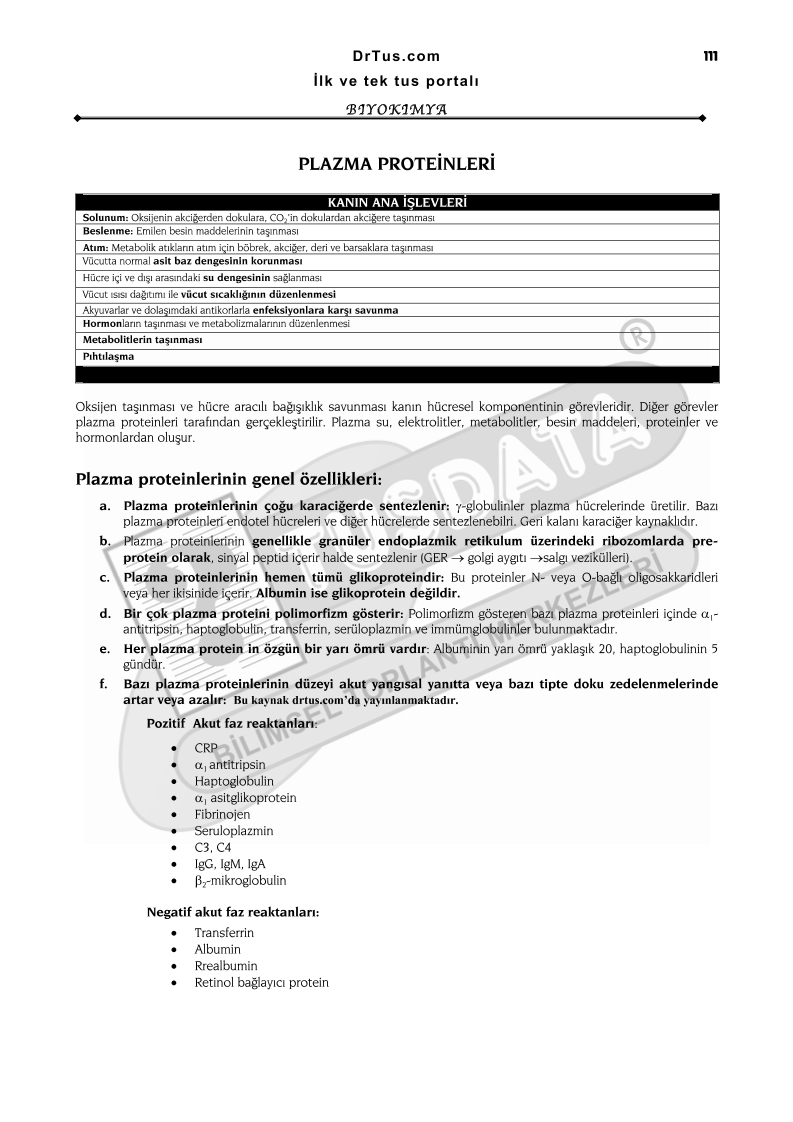 DrTus.com
111
İlk ve tek tus portalı
BIYOKIMYA
PLAZMA PROTEİNLERİ
KANIN ANA İŞLEVLERİ
Solunum: Oksijenin akciğerden dokulara, CO2'in dokulardan akciğere taşınması
Beslenme: Emilen besin maddelerinin taşınması
Atım: Metabolik atıkların atım için böbrek, akciğer, deri ve barsaklara taşınması
Vücutta normal asit baz dengesinin korunması
Hücre içi ve dışı arasındaki su dengesinin sağlanması
Vücut ısısı dağıtımı ile vücut sıcaklığının düzenlenmesi
Akyuvarlar ve dolaşımdaki antikorlarla enfeksiyonlara karşı savunma
Hormonların taşınması ve metabolizmalarının düzenlenmesi
Metabolitlerin taşınması
Pıhtılaşma
Oksijen taşınması ve hücre aracılı bağışıklık savunması kanın hücresel komponentinin görevleridir. Diğer görevler
plazma proteinleri tarafından gerçekleştirilir. Plazma su, elektrolitler, metabolitler, besin maddeleri, proteinler ve
hormonlardan oluşur.
Plazma proteinlerinin genel özellikleri:
a. Plazma proteinlerinin çoğu karaciğerde sentezlenir: γ-globulinler plazma hücrelerinde üretilir. Bazı
plazma proteinleri endotel hücreleri ve diğer hücrelerde sentezlenebilri. Geri kalanı karaciğer kaynaklıdır.
b. Plazma proteinlerinin genellikle granüler endoplazmik retikulum üzerindeki ribozomlarda pre-
protein olarak, sinyal peptid içerir halde sentezlenir (GER → golgi aygıtı →salgı vezikülleri).
c. Plazma proteinlerinin hemen tümü glikoproteindir: Bu proteinler N- veya O-bağlı oligosakkaridleri
veya her ikisinide içerir. Albumin ise glikoprotein değildir.
d. Bir çok plazma proteini polimorfizm gösterir: Polimorfizm gösteren bazı plazma proteinleri içinde α1-
antitripsin, haptoglobulin, transferrin, serüloplazmin ve immümglobulinler bulunmaktadır.
e. Her plazma protein in özgün bir yarı ömrü vardır: Albuminin yarı ömrü yaklaşık 20, haptoglobulinin 5
gündür.
f. Bazı plazma proteinlerinin düzeyi akut yangısal yanıtta veya bazı tipte doku zedelenmelerinde
artar veya azalır: Bu kaynak drtus.com'da yayınlanmaktadır.
Pozitif Akut faz reaktanları:
• CRP
• α1 antitripsin
• Haptoglobulin
• α1 asitglikoprotein
• Fibrinojen
• Seruloplazmin
• C3, C4
• IgG, IgM, IgA
• β2-mikroglobulin
Negatif akut faz reaktanları:
• Transferrin
• Albumin
• Rrealbumin
• Retinol bağlayıcı protein
TUSDATA
®
BİLİMSEL TOPLANTI MERKEZLERİ